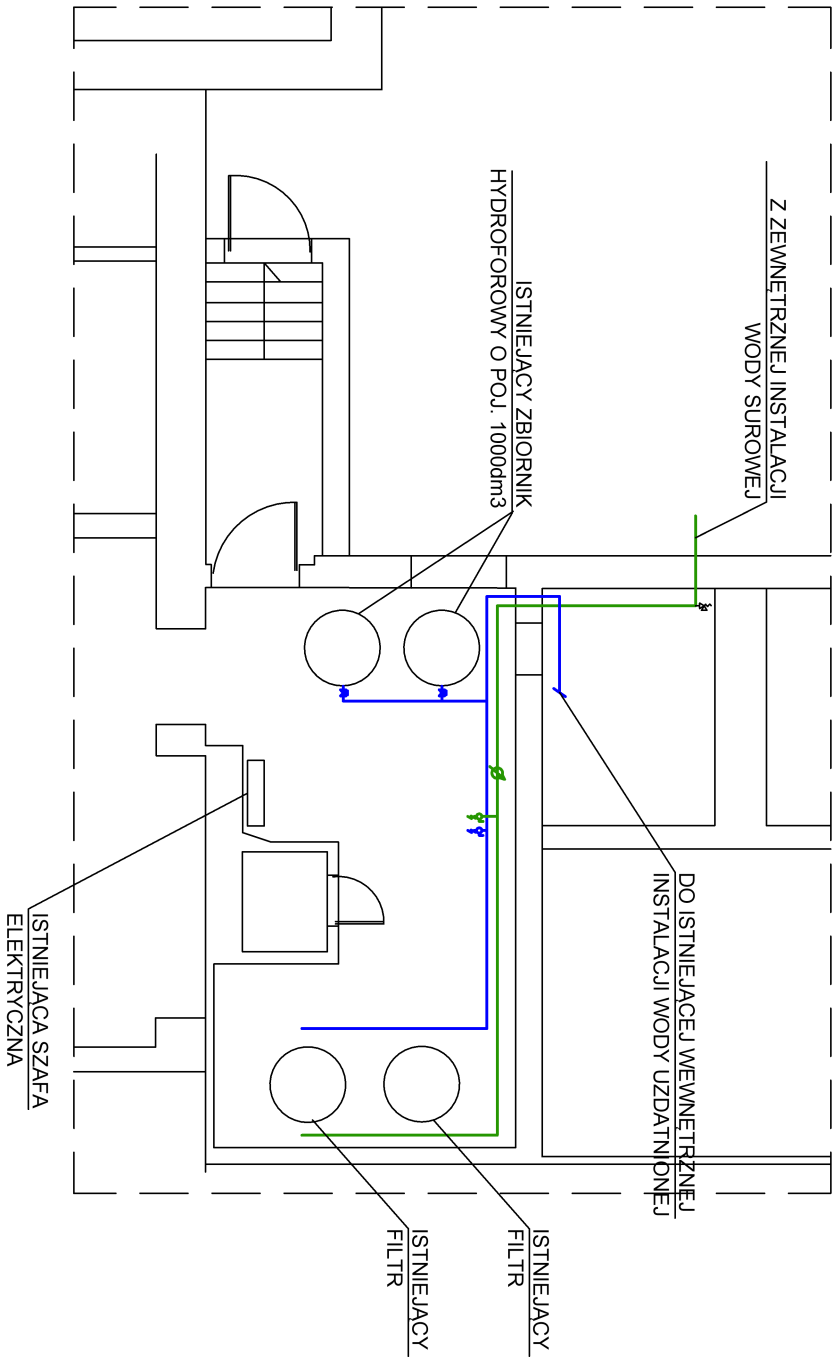 Z ZEWNĘTRZNEJ INSTALACJI
WODY SUROWEJ
ISTNIEJĄCY ZBIORNIK
HYDROFOROWY O POJ. 1000dm3
DO ISTNIEJĄCEJ WEWNĘTRZNEJ
INSTALACJI WODY UZDATNIONEJ
ISTNIEJĄCA SZAFA
ELEKTRYCZNA
ISTNIEJĄCY
FILTR
ISTNIEJĄCY
FILTR